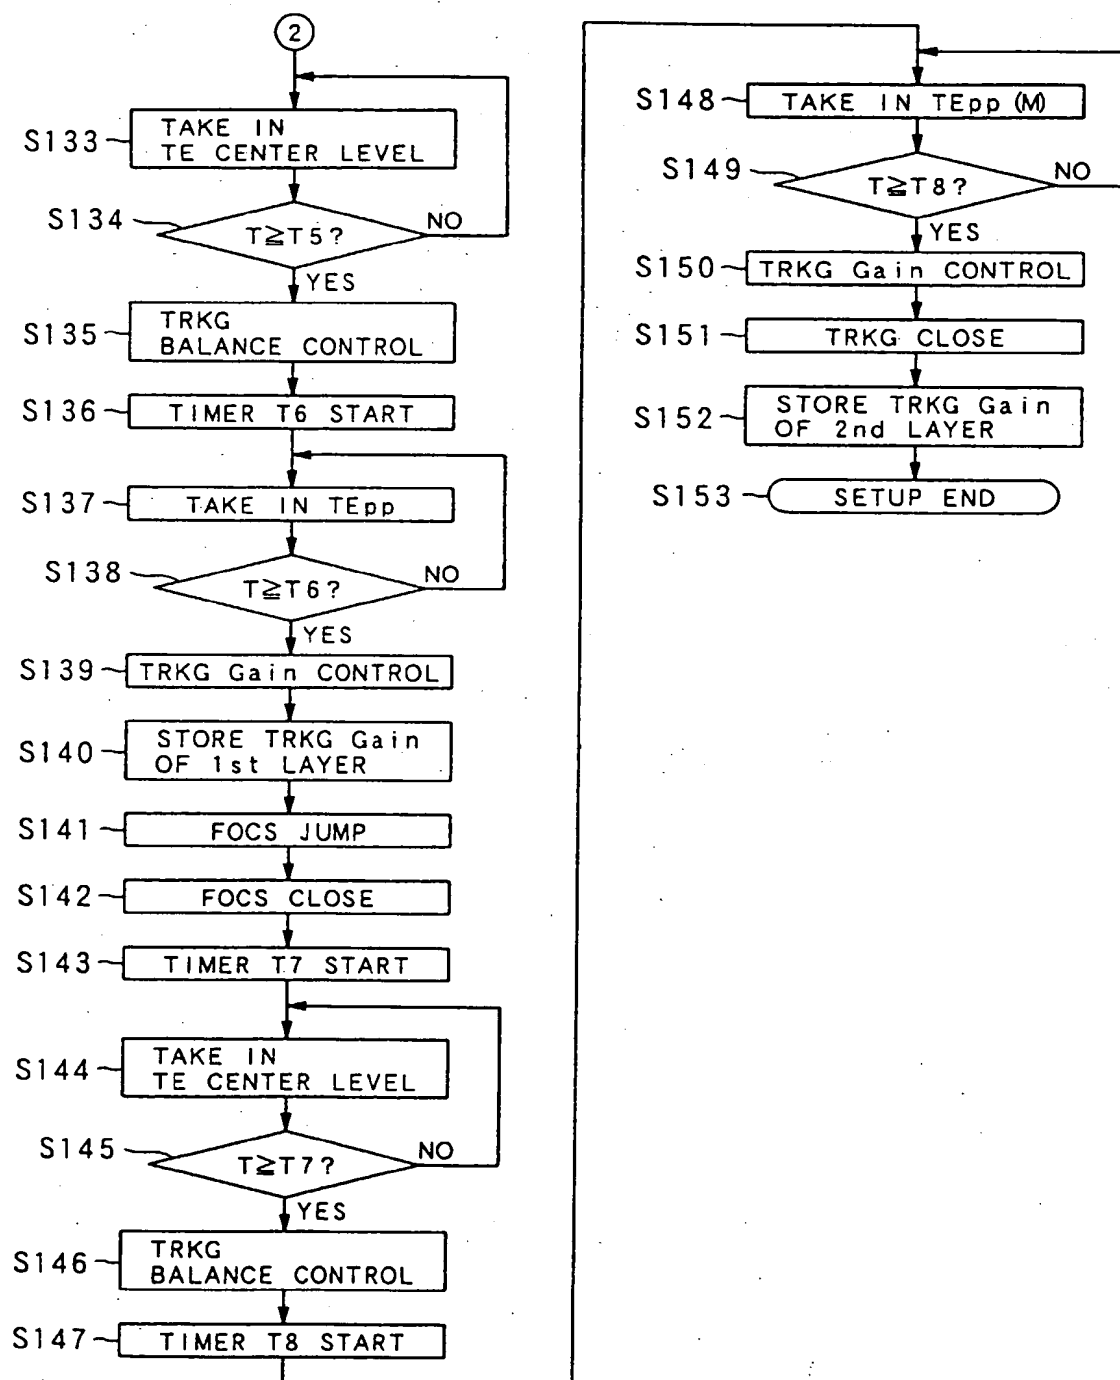 2
S133
TAKE IN
TE CENTER LEVEL
S134
T≧T5?
NO
YES
S135
TRKG
BALANCE CONTROL
S136
TIMER T6 START
S137
TAKE IN TEpp
S138
T≧T6?
NO
YES
S139
TRKG Gain CONTROL
S140
STORE TRKG Gain
OF 1st LAYER
S141
FOCS JUMP
S142
FOCS CLOSE
S143
TIMER T7 START
S144
TAKE IN
TE CENTER LEVEL
S145
T≧T7?
NO
YES
S146
TRKG
BALANCE CONTROL
S147
TIMER T8 START
S148
TAKE IN TEpp (M)
S149
T≧T8?
NO
YES
S150
TRKG Gain CONTROL
S151
TRKG CLOSE
S152
STORE TRKG Gain
OF 2nd LAYER
S153
SETUP END